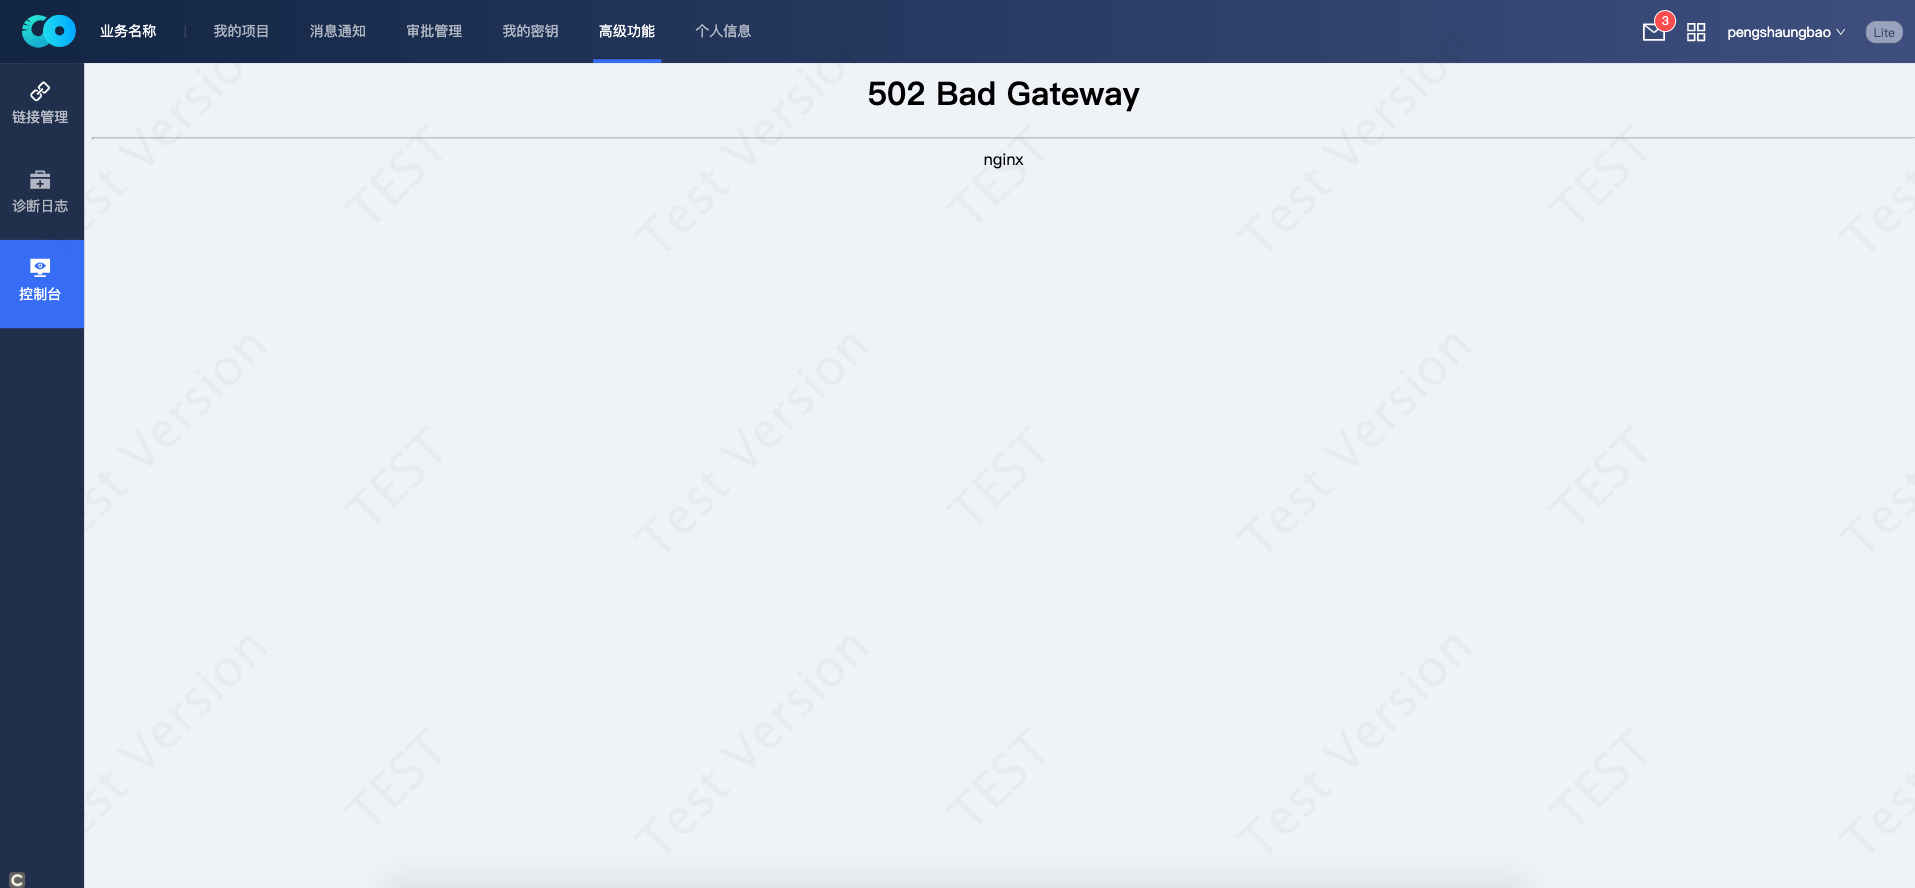 业务名称 | 我的项目 消息通知 审批管理 我的密钥 高级功能 个人信息 3 pengshaungbao Lite
链接管理
诊断日志
控制台
502 Bad Gateway
nginx
Test Version TEST Test Version TEST Test Version TEST Test
Test Version TEST Test Version TEST Test Version TEST Test
Test Version TEST Test Version TEST Test Version TEST Test
C